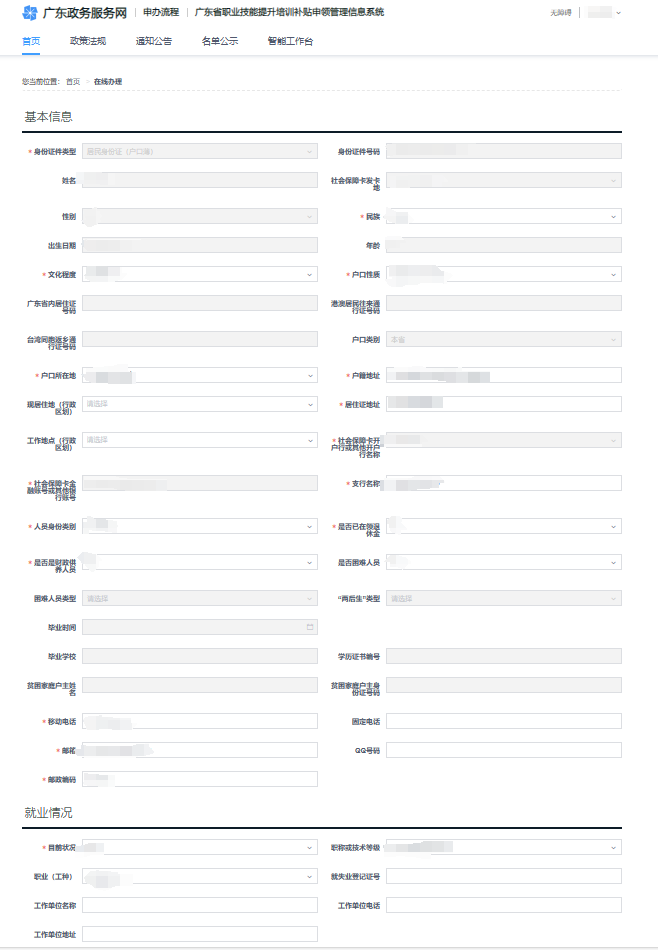 广东政务服务网 申办流程 广东省职业技能提升培训补贴申领管理信息系统 无障碍
首页 政策法规 通知公告 名单公示 智能工作台
您当前位置： 首页 > 在线办理
基本信息
* 身份证件类型 居民身份证（户口簿） 身份证件号码
姓名 社会保障卡发卡
地
性别 * 民族
出生日期 年龄
* 文化程度 * 户口性质
广东省内居住证
号码
港澳居民往来通
行证号码
台湾同胞返乡通
行证号码
户口类别 本省
* 户口所在地 * 户籍地址
现居住地（行政
区划）
请选择 * 居住证地址
工作地点（行政
区划）
请选择 * 社会保障卡开
户行或其他开户
行名称
* 社会保障卡金
融账号或其他银
行账号
* 支行名称
* 人员身份类别 * 是否已在领退
休金
* 是否是财政供
养人员
是否困难人员
困难人员类型 请选择 “两后生”类型 请选择
毕业时间
毕业学校 学历证书编号
贫困家庭户主姓
名
贫困家庭户主身
份证号码
* 移动电话 固定电话
* 邮箱 QQ号码
* 邮政编码
就业情况
* 目前状况 职称或技术等级
职业（工种） 就失业登记证号
工作单位名称 工作单位电话
工作单位地址